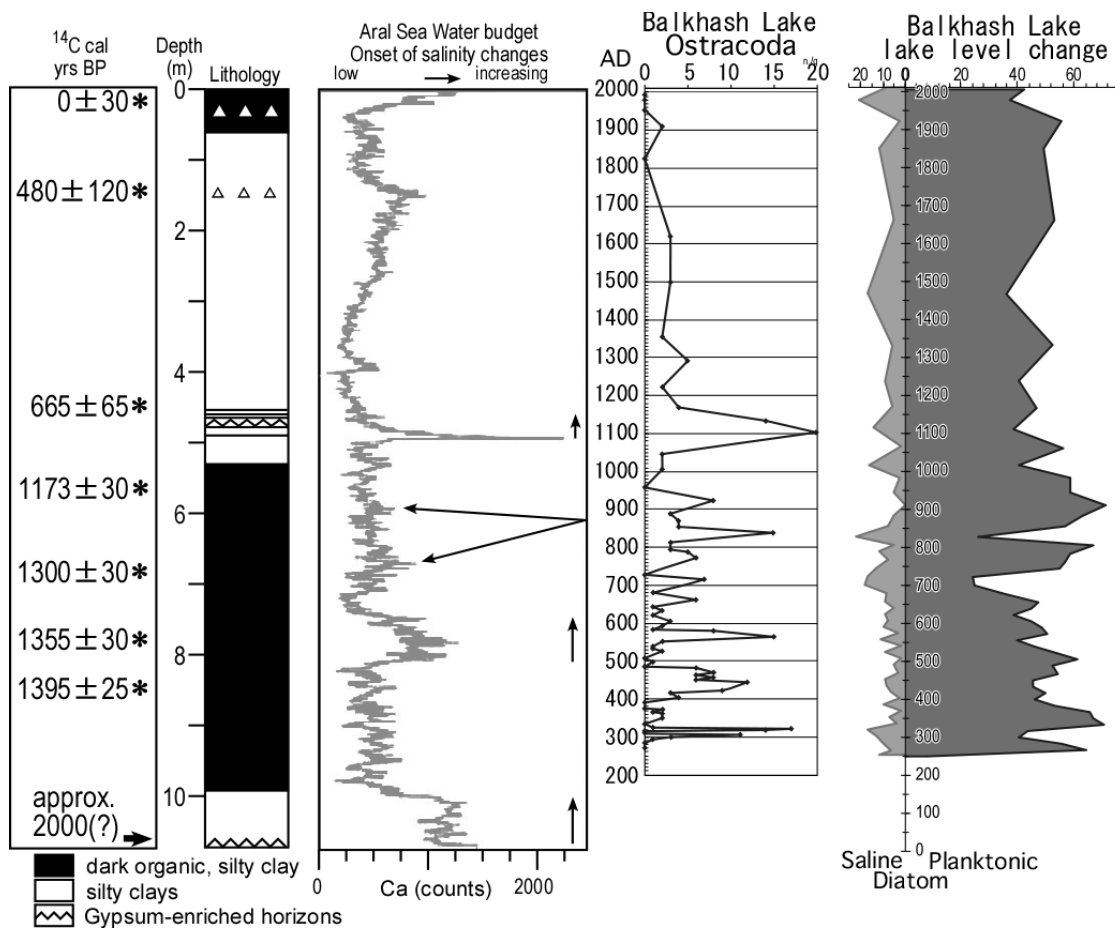 14C cal
yrs BP
Depth
(m)
Lithology
Aral Sea Water budget
Onset of salinity changes
low
increasing
Balkhash Lake
Ostracoda
n/g
AD
0 5 10 15 20
Balkhash Lake
lake level change
20 10 0 20 40 60
0±30*
480±120*
665±65*
1173±30*
1300±30*
1355±30*
1395±25*
approx.
2000(?)
0
2
4
6
8
10
0 2000
Ca (counts)
2000
1900
1800
1700
1600
1500
1400
1300
1200
1100
1000
900
800
700
600
500
400
300
200
2000
1900
1800
1700
1600
1500
1400
1300
1200
1100
1000
900
800
700
600
500
400
300
200
100
0
Saline Planktonic
Diatom
dark organic, silty clay
silty clays
Gypsum-enriched horizons